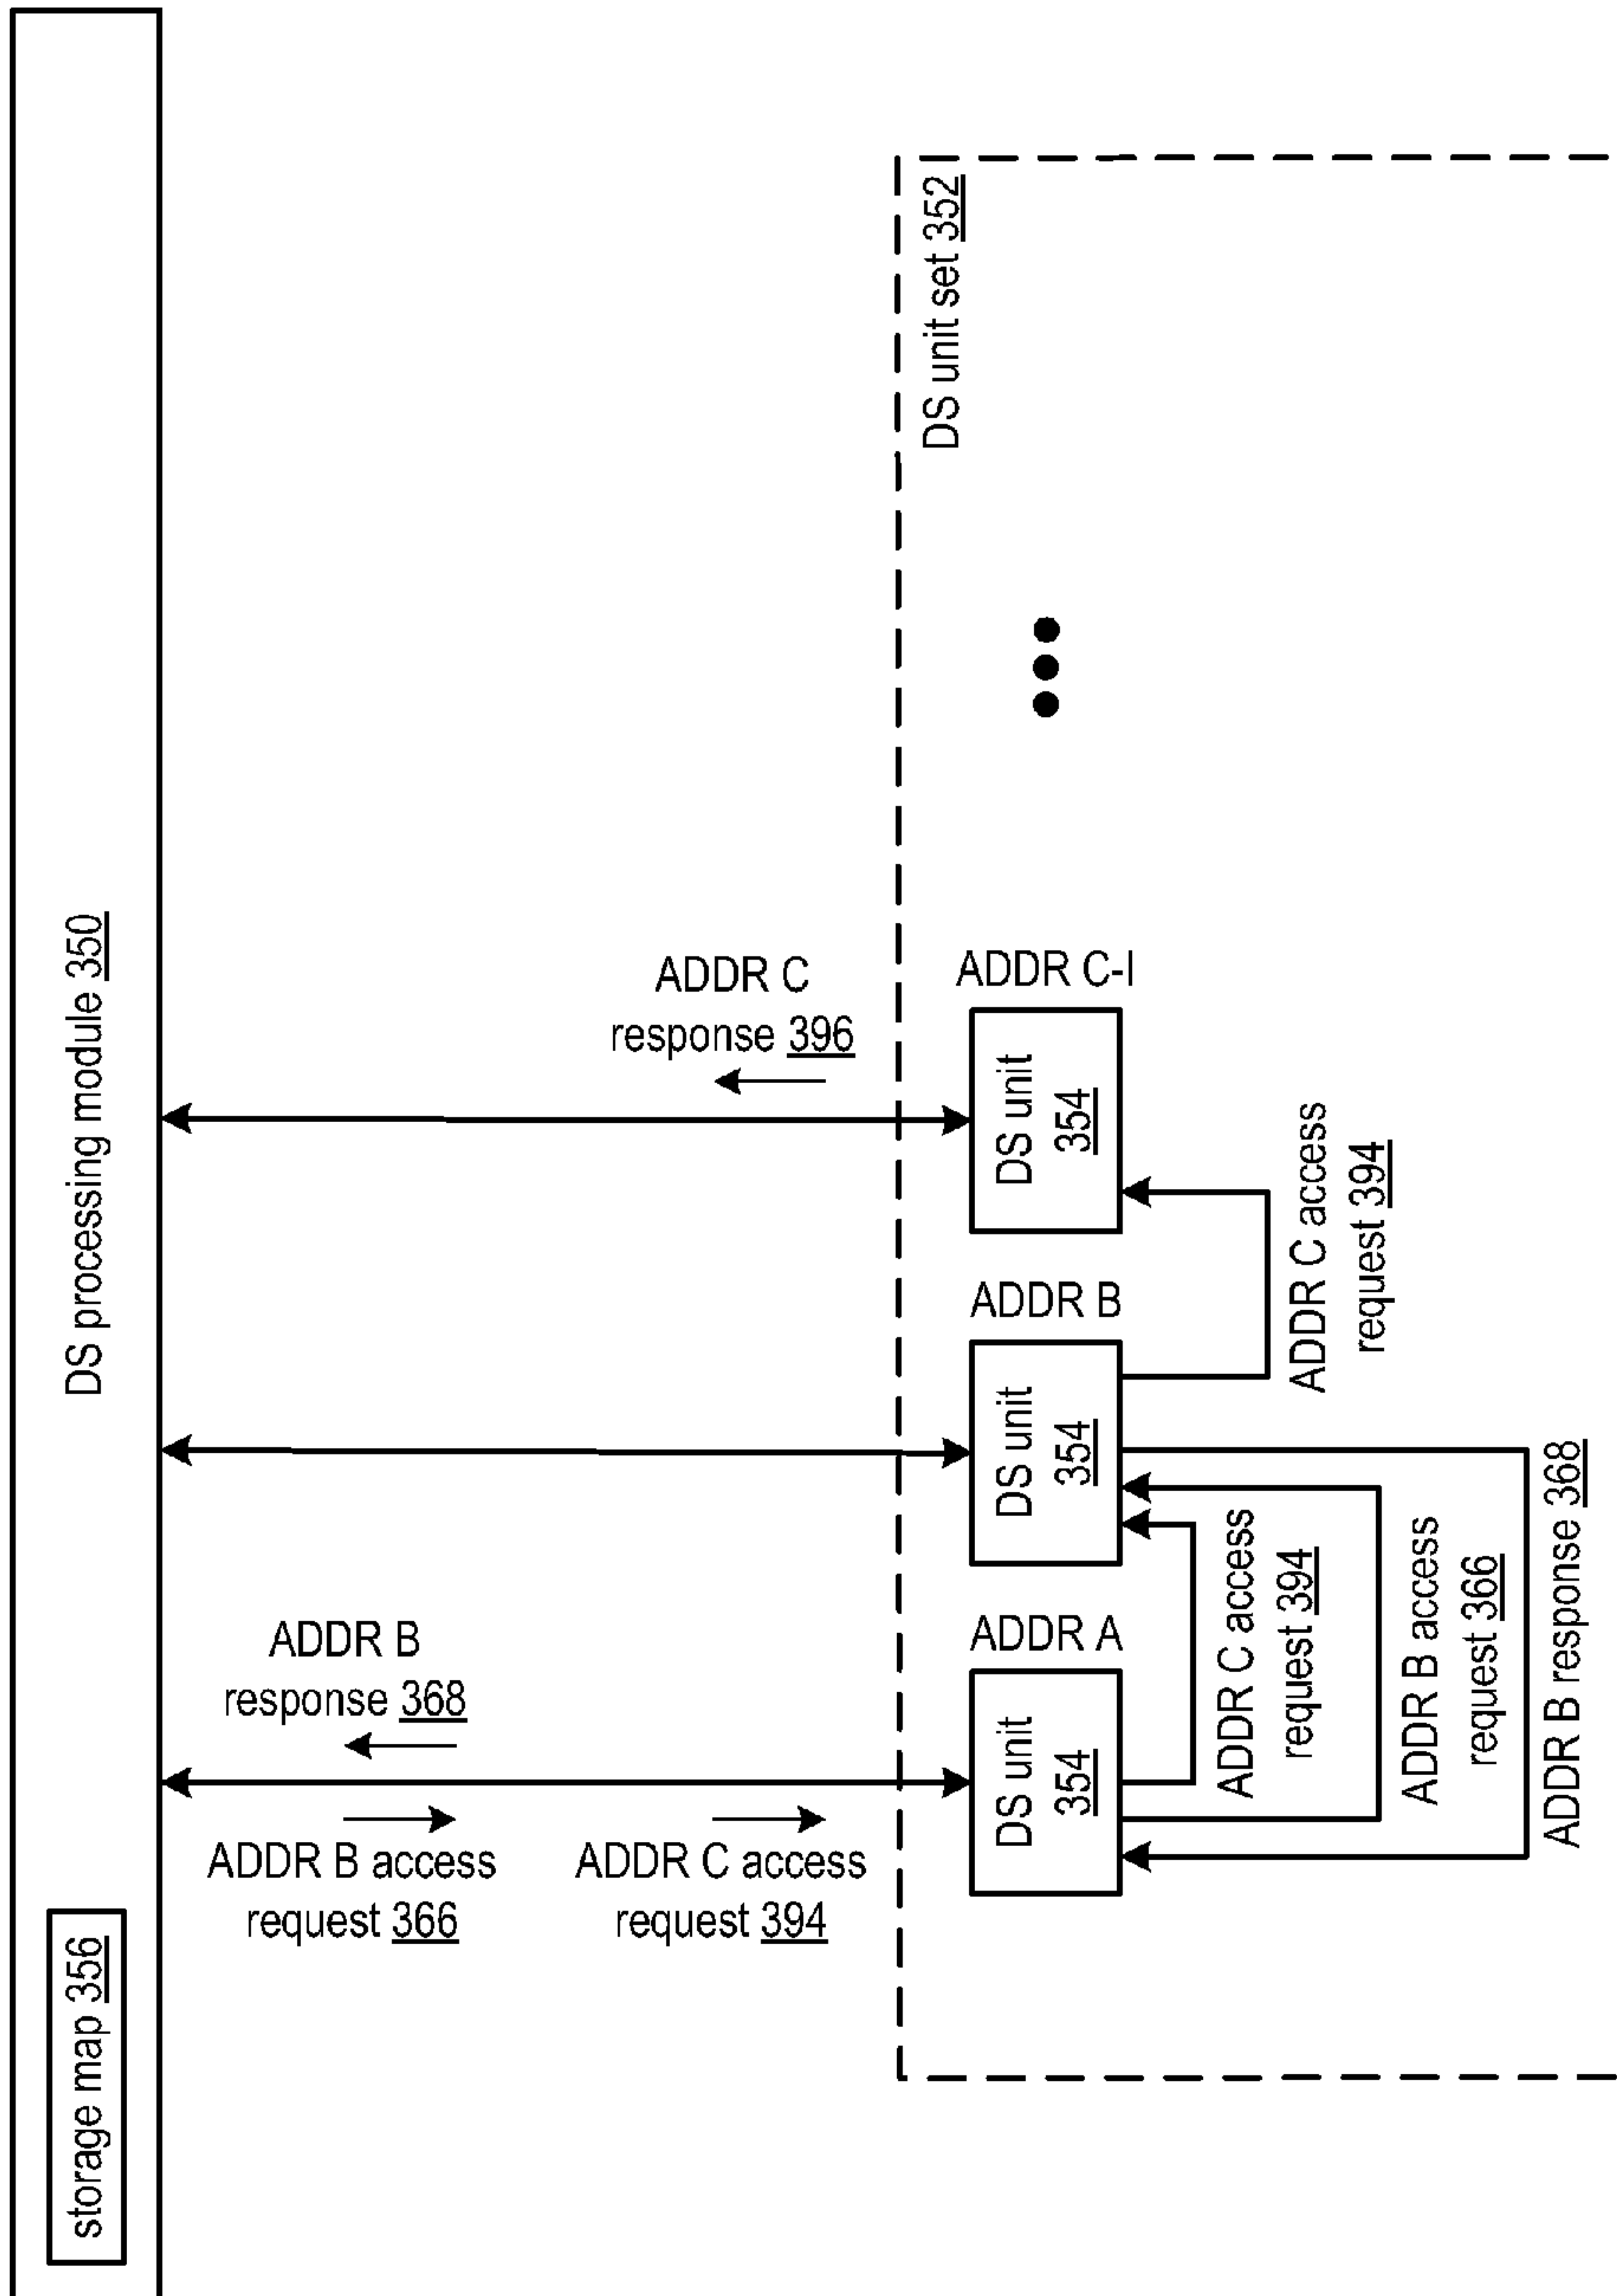 storage map 356
DS processing module 350
ADDR B
response 368
ADDR B access
request 366
ADDR C access
request 394
ADDR C
response 396
DS unit set 352
ADDR A
DS unit
354
ADDR B
DS unit
354
ADDR C-I
DS unit
354
ADDR C access
request 394
ADDR B access
request 366
ADDR B response 368
ADDR C access
request 394